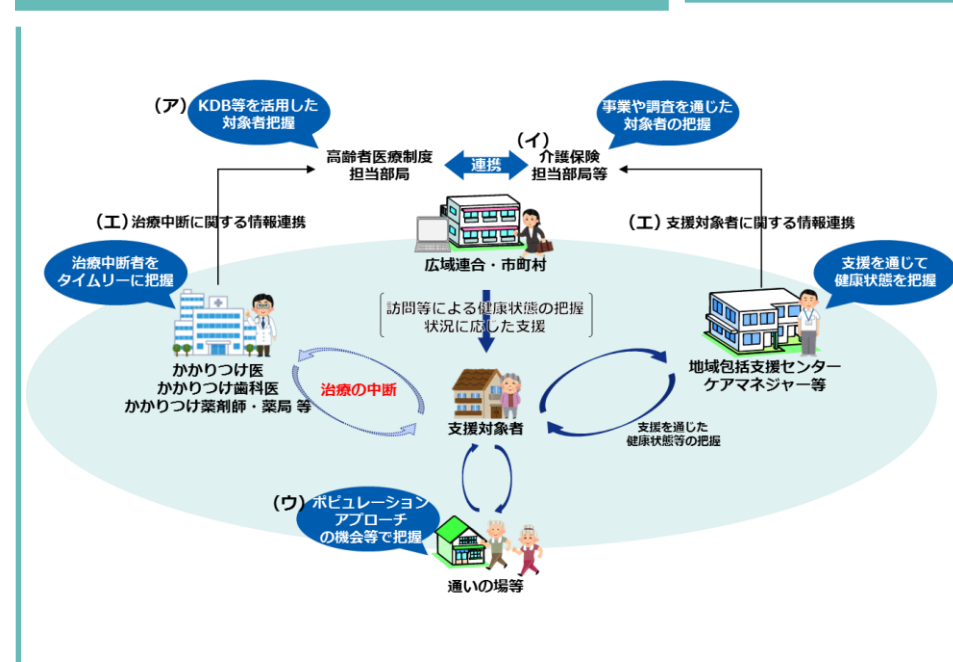 (ア)
KDB等を活用した
対象者把握
事業や調査を通じた
対象者の把握
高齢者医療制度
担当部局
連携
(イ)
介護保険
担当部局等
(エ)治療中断に関する情報連携
(エ)支援対象者に関する情報連携
広域連合・市町村
治療中断者を
タイムリーに把握
支援を通じて
健康状態を把握
訪問等による健康状態の把握
状況に応じた支援
かかりつけ医
かかりつけ歯科医
かかりつけ薬剤師・薬局 等
治療の中断
支援対象者
地域包括支援センター
ケアマネジャー等
支援を通じた
健康状態等の把握
(ウ)
ポピュレーション
アプローチ
の機会等で把握
通いの場等